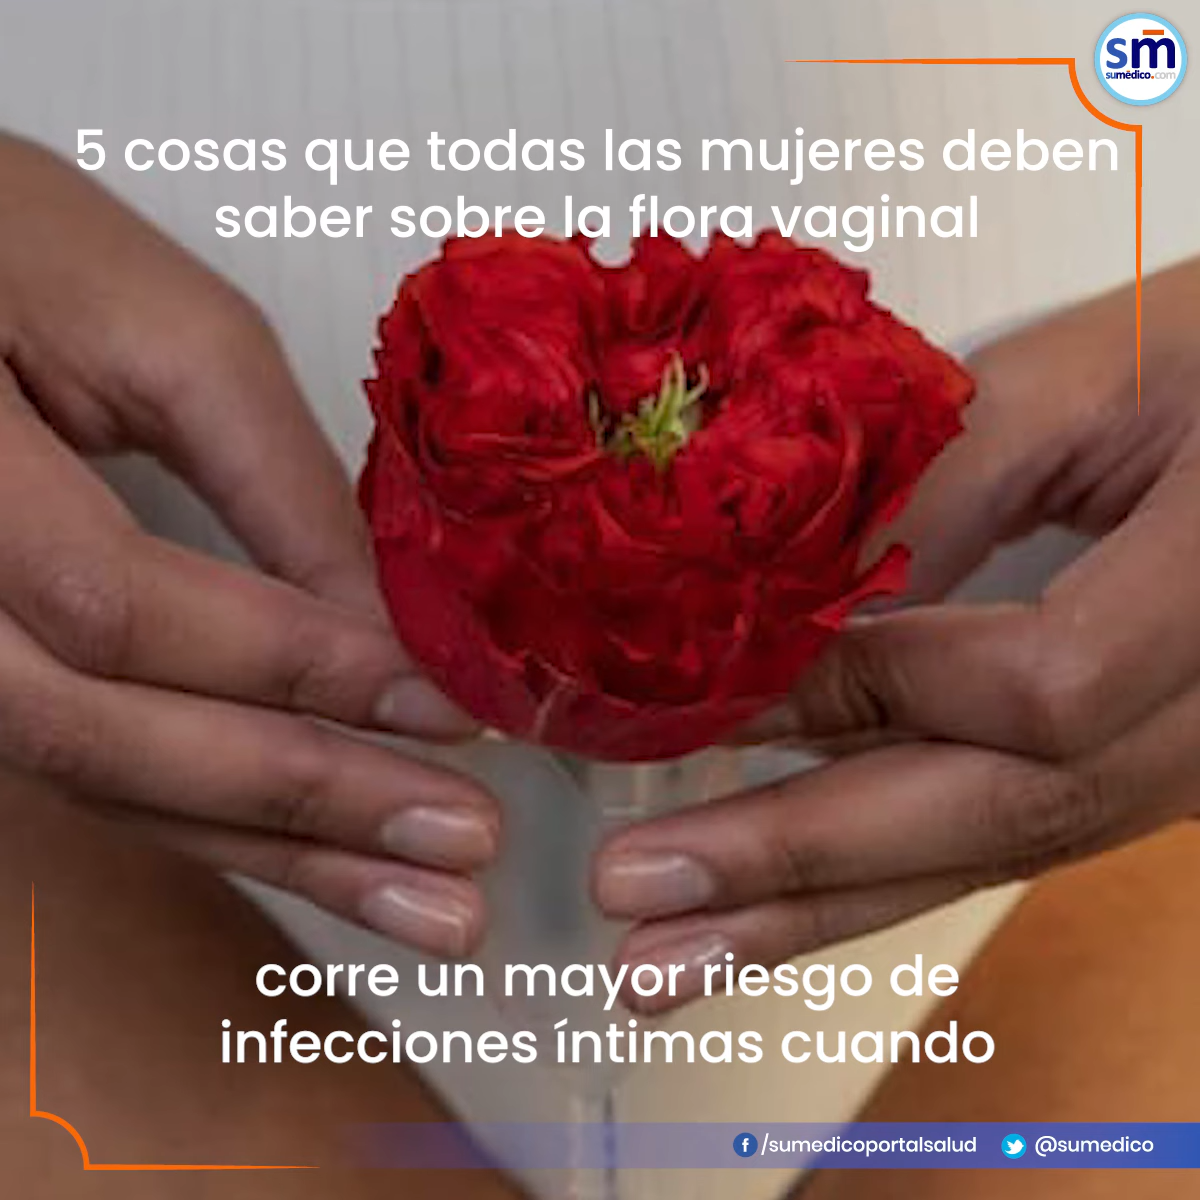 sm
sumédico.com
5 cosas que todas las mujeres deben
saber sobre la flora vaginal
corre un mayor riesgo de
infecciones íntimas cuando
/sumedicoportalsalud @sumedico